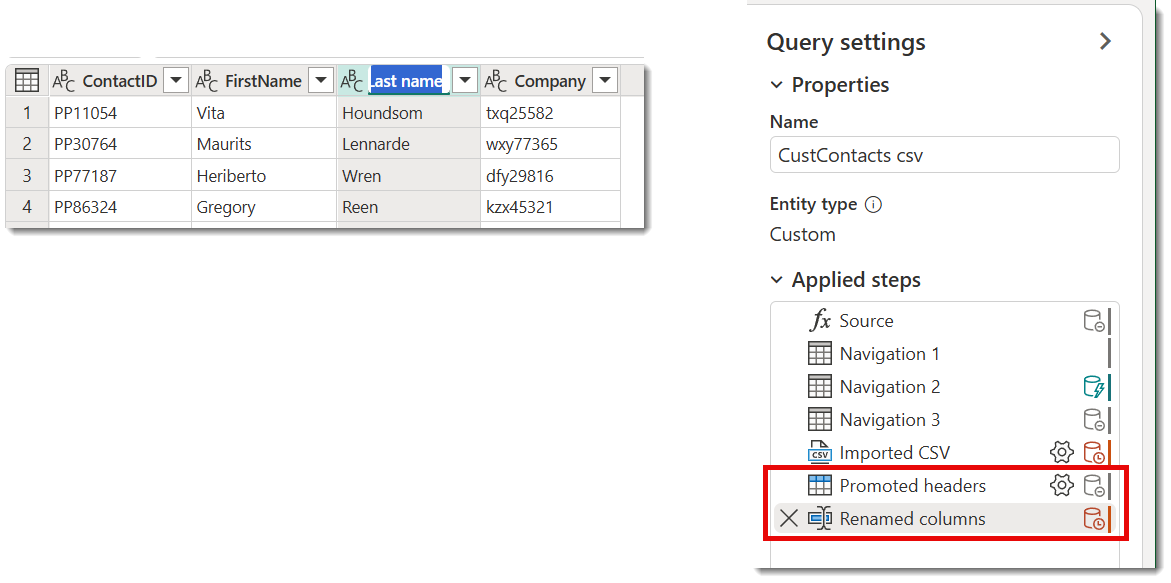 ContactID FirstName Last name Company
1 PP11054 Vita Houndsom txq25582
2 PP30764 Maurits Lennarde wxy77365
3 PP77187 Heriberto Wren dfy29816
4 PP86324 Gregory Reen kzx45321
Query settings
Properties
Name
CustContacts csv
Entity type
Custom
Applied steps
fx Source
Navigation 1
Navigation 2
Navigation 3
CSV Imported CSV
Promoted headers
Renamed columns